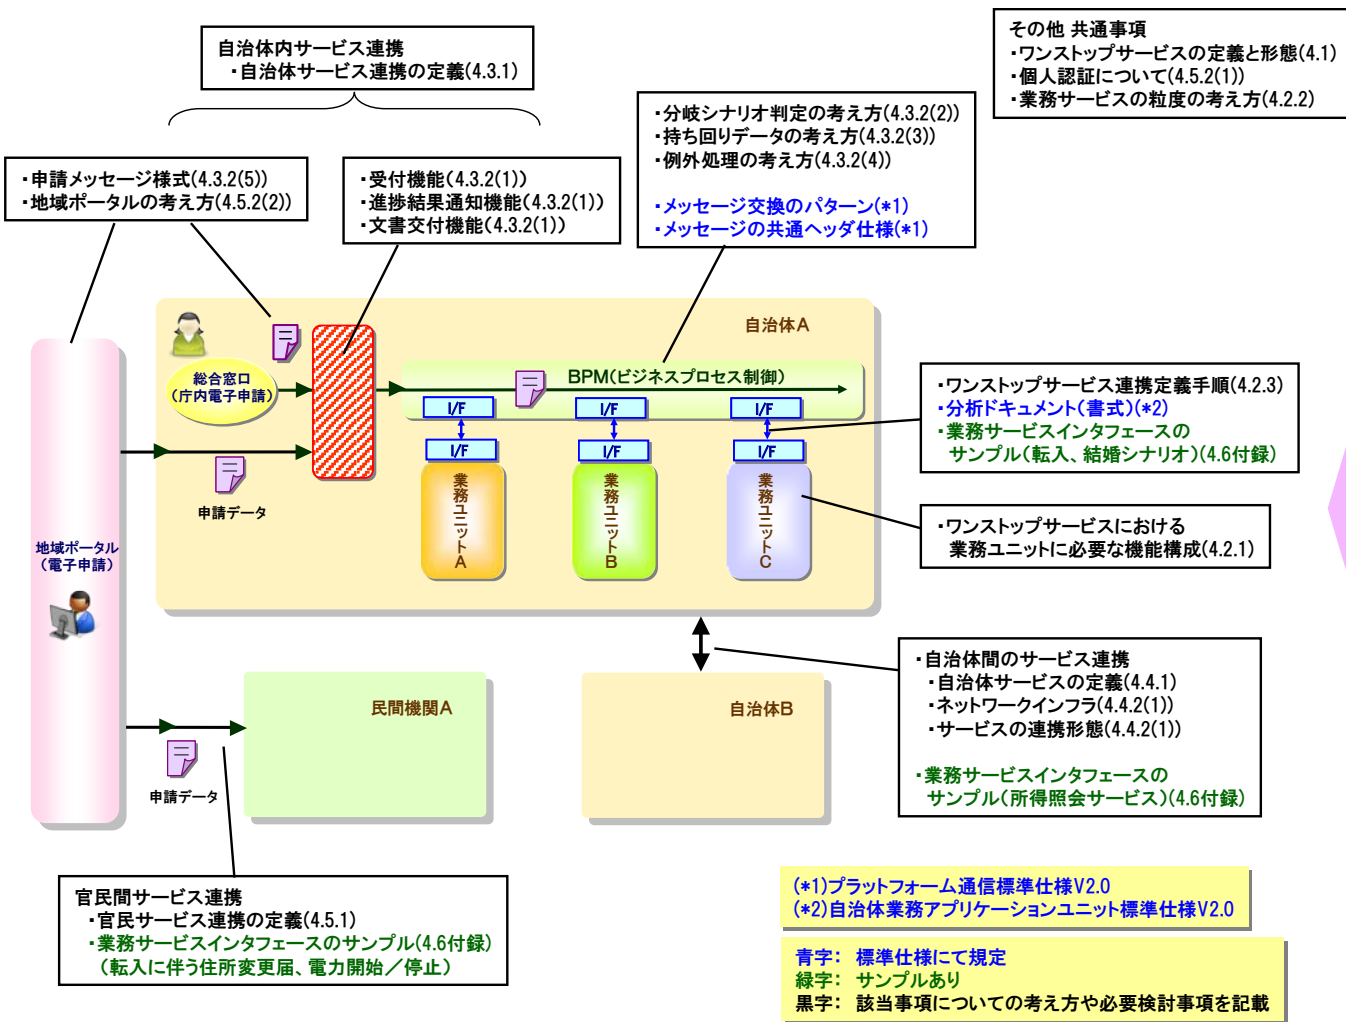 自治体内サービス連携
・自治体サービス連携の定義(4.3.1)
その他 共通事項
・ワンストップサービスの定義と形態(4.1)
・個人認証について(4.5.2(1))
・業務サービスの粒度の考え方(4.2.2)
・申請メッセージ様式(4.3.2(5))
・地域ポータルの考え方(4.5.2(2))
・受付機能(4.3.2(1))
・進捗結果通知機能(4.3.2(1))
・文書交付機能(4.3.2(1))
・分岐シナリオ判定の考え方(4.3.2(2))
・持ち回りデータの考え方(4.3.2(3))
・例外処理の考え方(4.3.2(4))
・メッセージ交換のパターン(*1)
・メッセージの共通ヘッダ仕様(*1)
自治体A
総合窓口
(庁内電子申請)
BPM(ビジネスプロセス制御)
I/F
I/F
I/F
I/F
I/F
I/F
業務ユニットA
業務ユニットB
業務ユニットC
申請データ
地域ポータル
(電子申請)
・ワンストップサービス連携定義手順(4.2.3)
・分析ドキュメント(書式)(*2)
・業務サービスインタフェースの
サンプル(転入、結婚シナリオ)(4.6付録)
・ワンストップサービスにおける
業務ユニットに必要な機能構成(4.2.1)
民間機関A
自治体B
申請データ
・自治体間のサービス連携
・自治体サービスの定義(4.4.1)
・ネットワークインフラ(4.4.2(1))
・サービスの連携形態(4.4.2(1))
・業務サービスインタフェースの
サンプル(所得照会サービス)(4.6付録)
官民間サービス連携
・官民サービス連携の定義(4.5.1)
・業務サービスインタフェースのサンプル(4.6付録)
(転入に伴う住所変更届、電力開始／停止)
(*1)プラットフォーム通信標準仕様V2.0
(*2)自治体業務アプリケーションユニット標準仕様V2.0
青字： 標準仕様にて規定
緑字： サンプルあり
黒字： 該当事項についての考え方や必要検討事項を記載